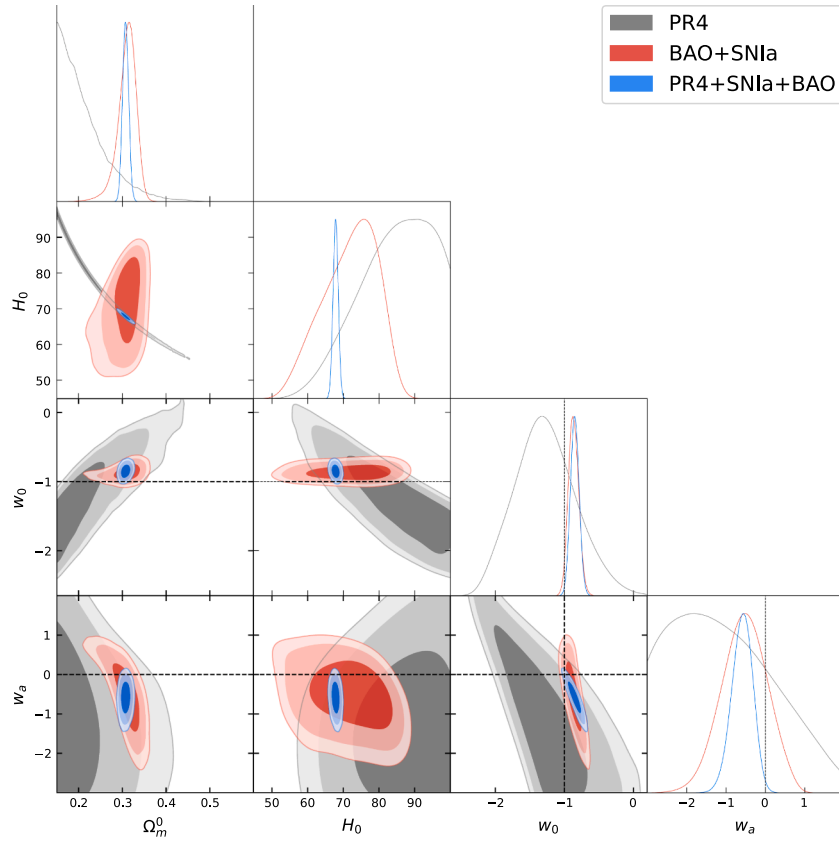 PR4
BAO+SNIa
PR4+SNIa+BAO
90
80
70
60
50
H₀
0
−1
−2
w₀
1
0
−1
−2
wₐ
0.2 0.3 0.4 0.5
50 60 70 80 90
−2 −1 0
−2 −1 0 1
Ω⁰ₘ
H₀
w₀
wₐ